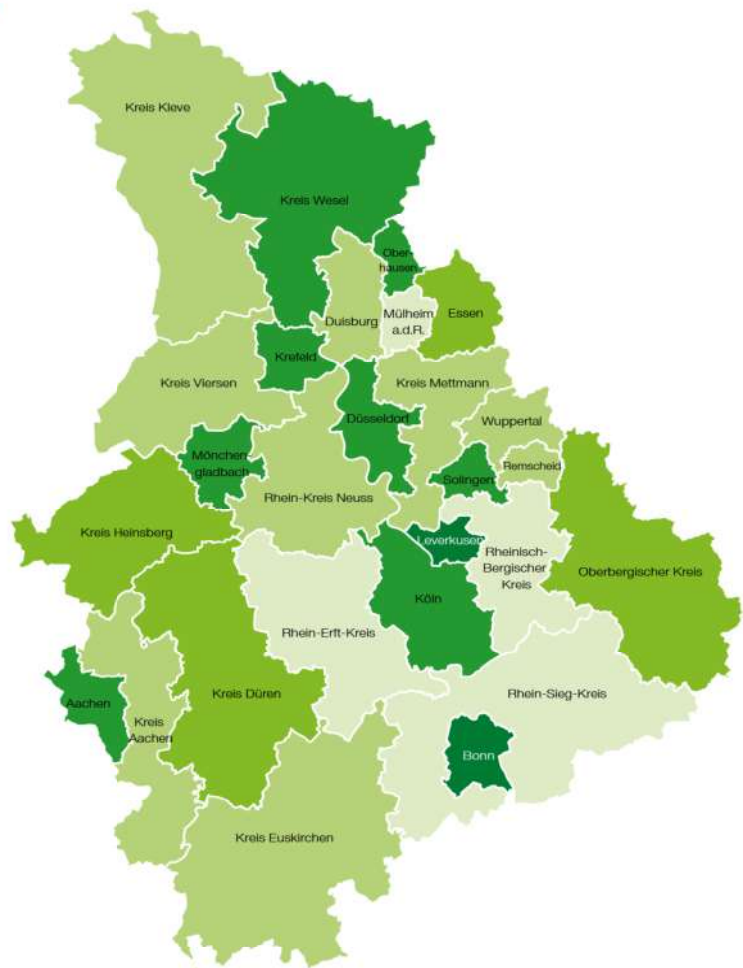 Kreis Kleve
Kreis Wesel
Ober-
hausen
Duisburg
Mülheim
a.d.R.
Essen
Krefeld
Kreis Viersen
Kreis Mettmann
Düsseldorf
Wuppertal
Mönchen-
gladbach
Solingen
Remscheid
Rhein-Kreis Neuss
Kreis Heinsberg
Leverkusen
Rheinisch-
Bergischer
Kreis
Oberbergischer Kreis
Köln
Rhein-Erft-Kreis
Aachen
Kreis
Aachen
Kreis Düren
Rhein-Sieg-Kreis
Bonn
Kreis Euskirchen